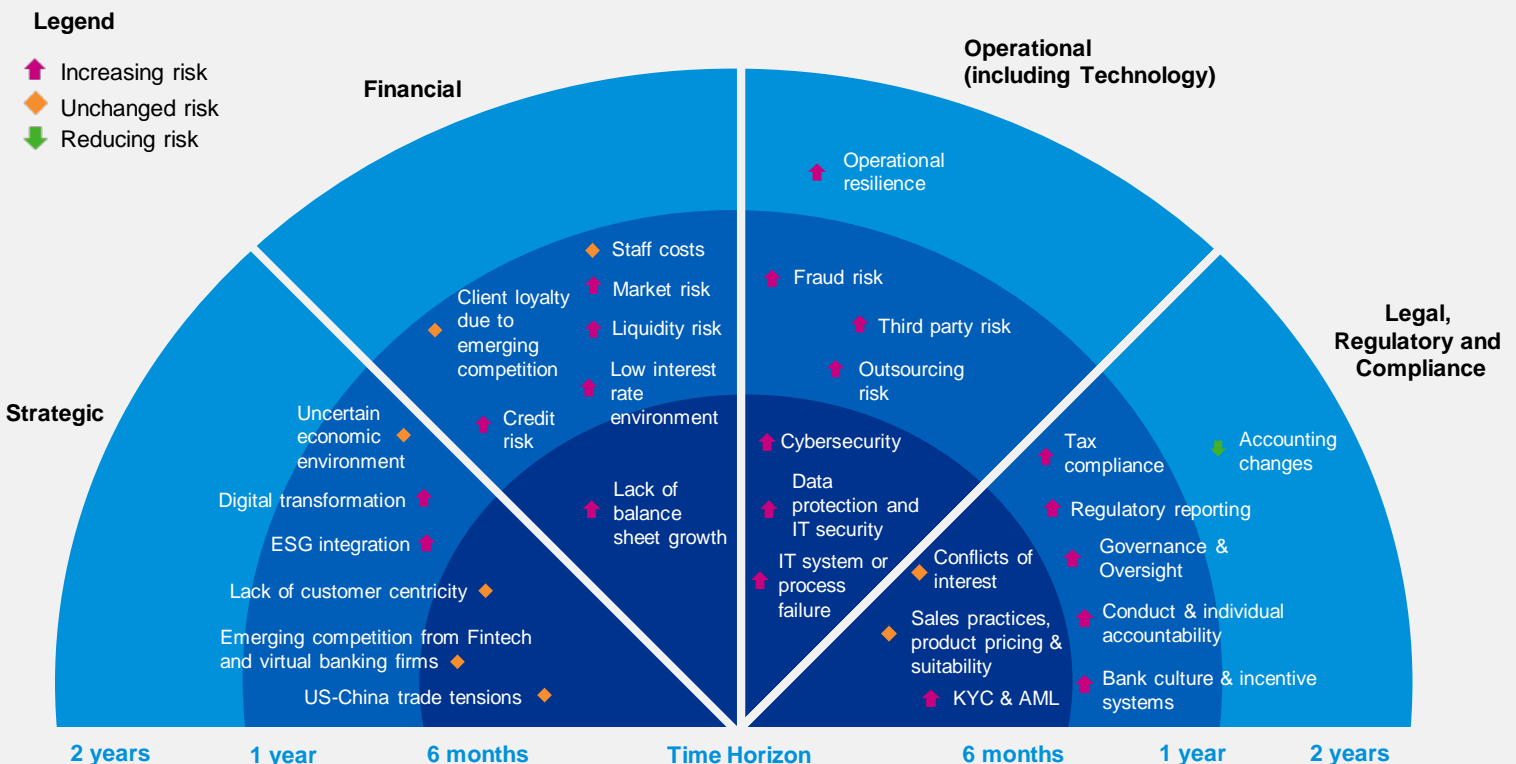 Legend
Increasing risk
Unchanged risk
Reducing risk
Strategic
Financial
Operational
(including Technology)
Legal,
Regulatory and
Compliance
Uncertain
economic
environment
Digital transformation
ESG integration
Lack of customer centricity
Emerging competition from Fintech
and virtual banking firms
US-China trade tensions
Staff costs
Market risk
Client loyalty
due to
emerging
competition
Liquidity risk
Low interest
rate
environment
Credit
risk
Lack of
balance
sheet growth
Operational
resilience
Fraud risk
Third party risk
Outsourcing
risk
Cybersecurity
Data
protection and
IT security
IT system or
process
failure
Accounting
changes
Tax
compliance
Regulatory reporting
Governance &
Oversight
Conduct & individual
accountability
Bank culture & incentive
systems
Conflicts of
interest
Sales practices,
product pricing &
suitability
KYC & AML
2 years
1 year
6 months
Time Horizon
6 months
1 year
2 years